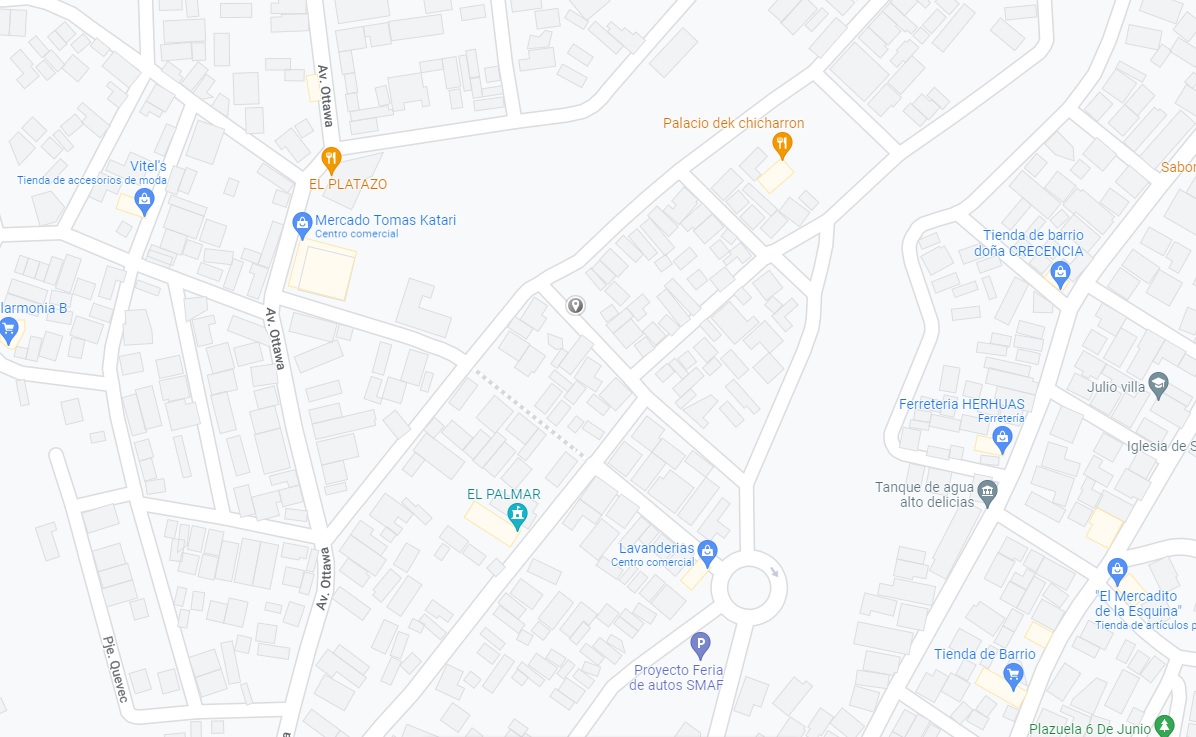 Av. Ottawa
Palacio dek chicharron
EL PLATAZO
Vitel's
Tienda de accesorios de moda
Sabor
Mercado Tomas Katari
Centro comercial
Tienda de barrio
doña CRECENCIA
larmonia B
Av. Ottawa
Julio villa
Ferreteria HERHUAS
Ferretería
Iglesia de S
EL PALMAR
Tanque de agua
alto delicias
Lavanderias
Centro comercial
Av. Ottawa
"El Mercadito
de la Esquina"
Tienda de artículos p
Pje. Quevec
P
Proyecto Feria
de autos SMAF
Tienda de Barrio
Plazuela 6 De Junio